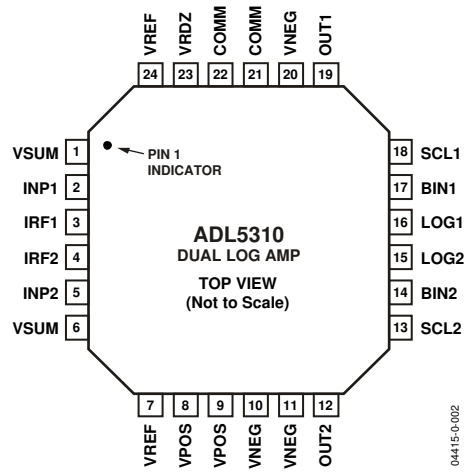 VREF VRDZ COMM COMM VNEG OUT1
24 23 22 21 20 19
VSUM 1
INP1 2
IRF1 3
IRF2 4
INP2 5
VSUM 6
PIN 1
INDICATOR
ADL5310
DUAL LOG AMP
TOP VIEW
(Not to Scale)
18 SCL1
17 BIN1
16 LOG1
15 LOG2
14 BIN2
13 SCL2
7 8 9 10 11 12
VREF VPOS VPOS VNEG VNEG OUT2
04415-0-002